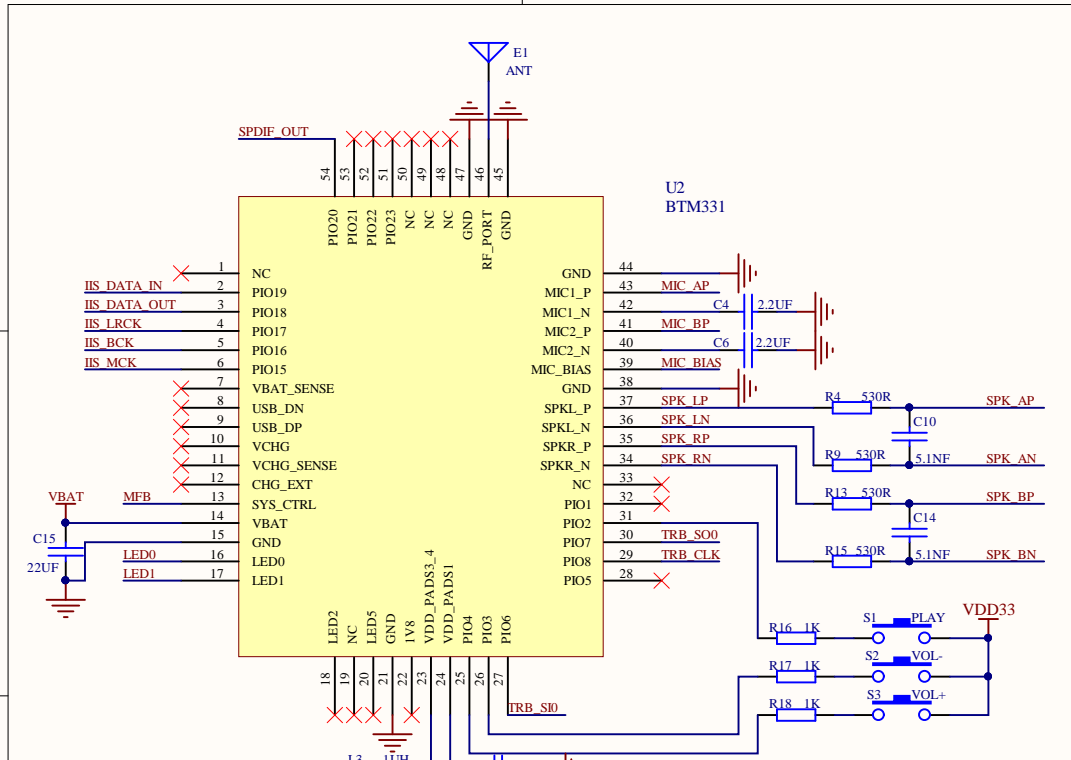 E1
ANT
SPDIF_OUT
54
53
52
51
50
49
48
47
46
45
U2
BTM331
PIO20
PIO21
PIO22
PIO23
NC
NC
NC
GND
RF_PORT
GND
1 NC
IIS_DATA_IN 2 PIO19
IIS_DATA_OUT 3 PIO18
IIS_LRCK 4 PIO17
IIS_BCK 5 PIO16
IIS_MCK 6 PIO15
7 VBAT_SENSE
8 USB_DN
9 USB_DP
10 VCHG
11 VCHG_SENSE
12 CHG_EXT
VBAT MFB 13 SYS_CTRL
14 VBAT
C15 15 GND
22UF LED0 16 LED0
LED1 17 LED1
GND 44
MIC1_P 43 MIC_AP
MIC1_N 42 C4 2.2UF
MIC2_P 41 MIC_BP
MIC2_N 40 C6 2.2UF
MIC_BIAS 39 MIC_BIAS
GND 38
SPKL_P 37 SPK_LP R4 530R SPK_AP
SPKL_N 36 SPK_LN C10
SPKR_P 35 SPK_RP
SPKR_N 34 SPK_RN R9 530R 5.1NF SPK_AN
NC 33
PIO1 32 R13 530R SPK_BP
PIO2 31 C14
PIO7 30 TRB_SO0
PIO8 29 TRB_CLK R15 530R 5.1NF SPK_BN
PIO5 28
LED2
NC
LED5
GND
1V8
VDD_PADS3_4
VDD_PADS1
PIO4
PIO3
PIO6
18
19
20
21
22
23
24
25
26
27
TRB_SI0
VDD33
R16 1K S1 PLAY
R17 1K S2 VOL-
R18 1K S3 VOL+
L3 1UH